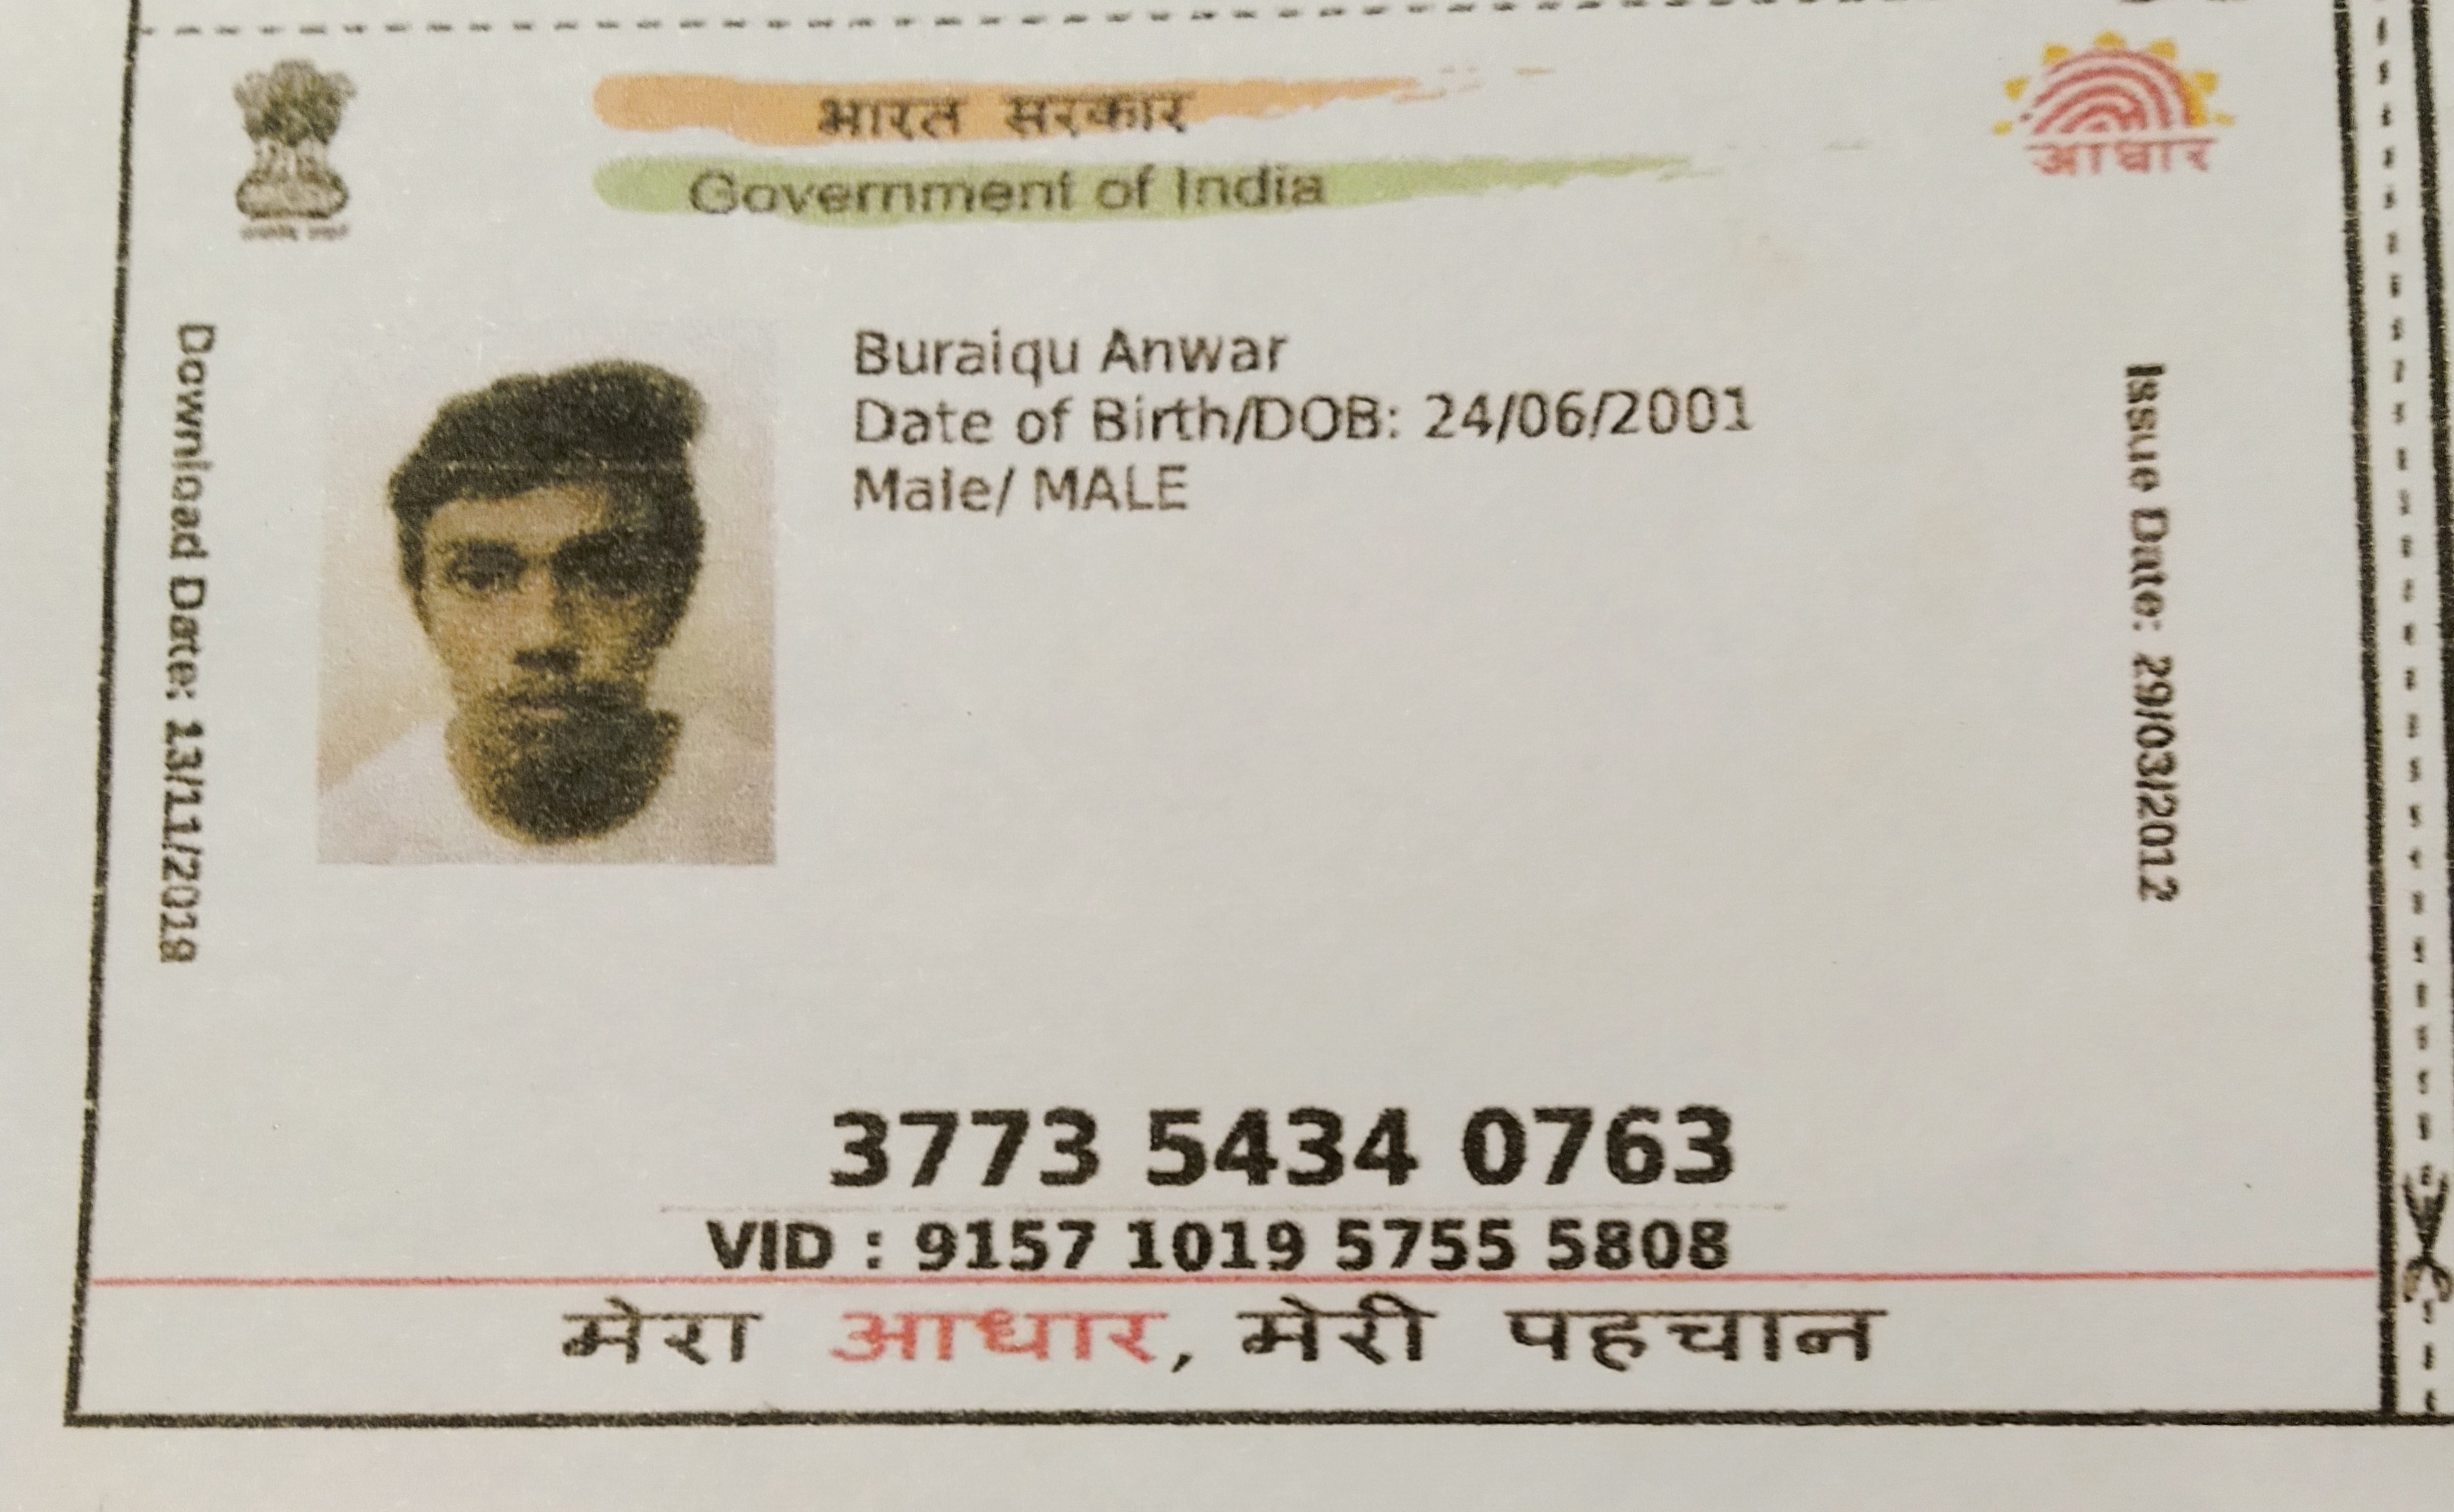 भारत सरकार
Government of India
आधार
Download Date: 13/11/2018
Buraiqu Anwar
Date of Birth/DOB: 24/06/2001
Male/ MALE
Issue Date: 29/03/2012
3773 5434 0763
VID : 9157 1019 5755 5808
मेरा आधार, मेरी पहचान